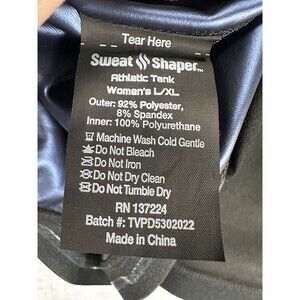 Tear Here
Sweat Shaper™
Athletic Tank
Women's L/XL
Outer: 92% Polyester,
8% Spandex
Inner: 100% Polyurethane
Machine Wash Cold Gentle
Do Not Bleach
Do Not Iron
Do Not Dry Clean
Do Not Tumble Dry
RN 137224
Batch #: TVPD5302022
Made in China